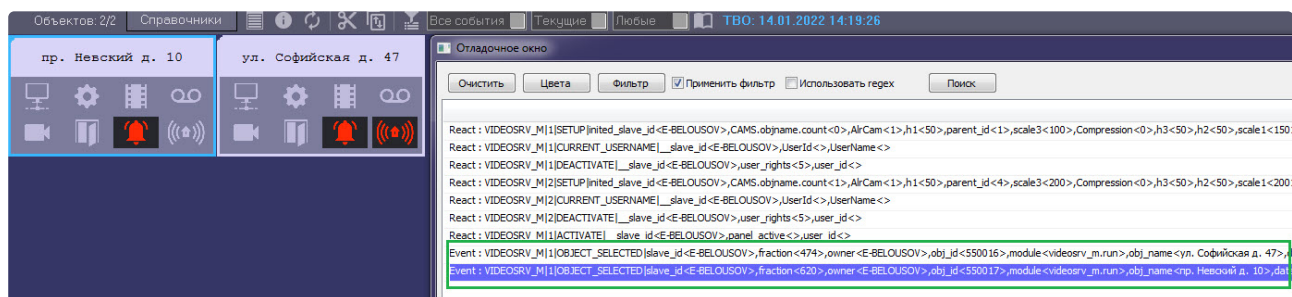 Объектов: 2/2 Справочники Все события Текущие Любые ТВО: 14.01.2022 14:19:26
пр. Невский д. 10 ул. Софийская д. 47
Отладочное окно
Очистить Цвета Фильтр Применить фильтр Использовать regex Поиск
React : VIDEOSRV_M|1|SETUP|inited_slave_id<E-BELOUSOV>,CAMS.objname.count<0>,AlrCam<1>,h1<50>,parent_id<1>,scale3<100>,Compression<0>,h3<50>,h2<50>,scale1<150
React : VIDEOSRV_M|1|CURRENT_USERNAME|__slave_id<E-BELOUSOV>,UserId<>,UserName<>
React : VIDEOSRV_M|1|DEACTIVATE|__slave_id<E-BELOUSOV>,user_rights<5>,user_id<>
React : VIDEOSRV_M|2|SETUP|inited_slave_id<E-BELOUSOV>,CAMS.objname.count<1>,AlrCam<1>,h1<50>,parent_id<4>,scale3<200>,Compression<0>,h3<50>,h2<50>,scale1<200
React : VIDEOSRV_M|2|CURRENT_USERNAME|__slave_id<E-BELOUSOV>,UserId<>,UserName<>
React : VIDEOSRV_M|2|DEACTIVATE|__slave_id<E-BELOUSOV>,user_rights<5>,user_id<>
React : VIDEOSRV_M|1|ACTIVATE|__slave_id<E-BELOUSOV>,panel_active<>,user_id<>
Event : VIDEOSRV_M|1|OBJECT_SELECTED|slave_id<E-BELOUSOV>,fraction<474>,owner<E-BELOUSOV>,obj_id<550016>,module<videosrv_m.run>,obj_name<ул. Софийская д. 47>,d
Event : VIDEOSRV_M|1|OBJECT_SELECTED|slave_id<E-BELOUSOV>,fraction<620>,owner<E-BELOUSOV>,obj_id<550017>,module<videosrv_m.run>,obj_name<пр. Невский д. 10>,dat